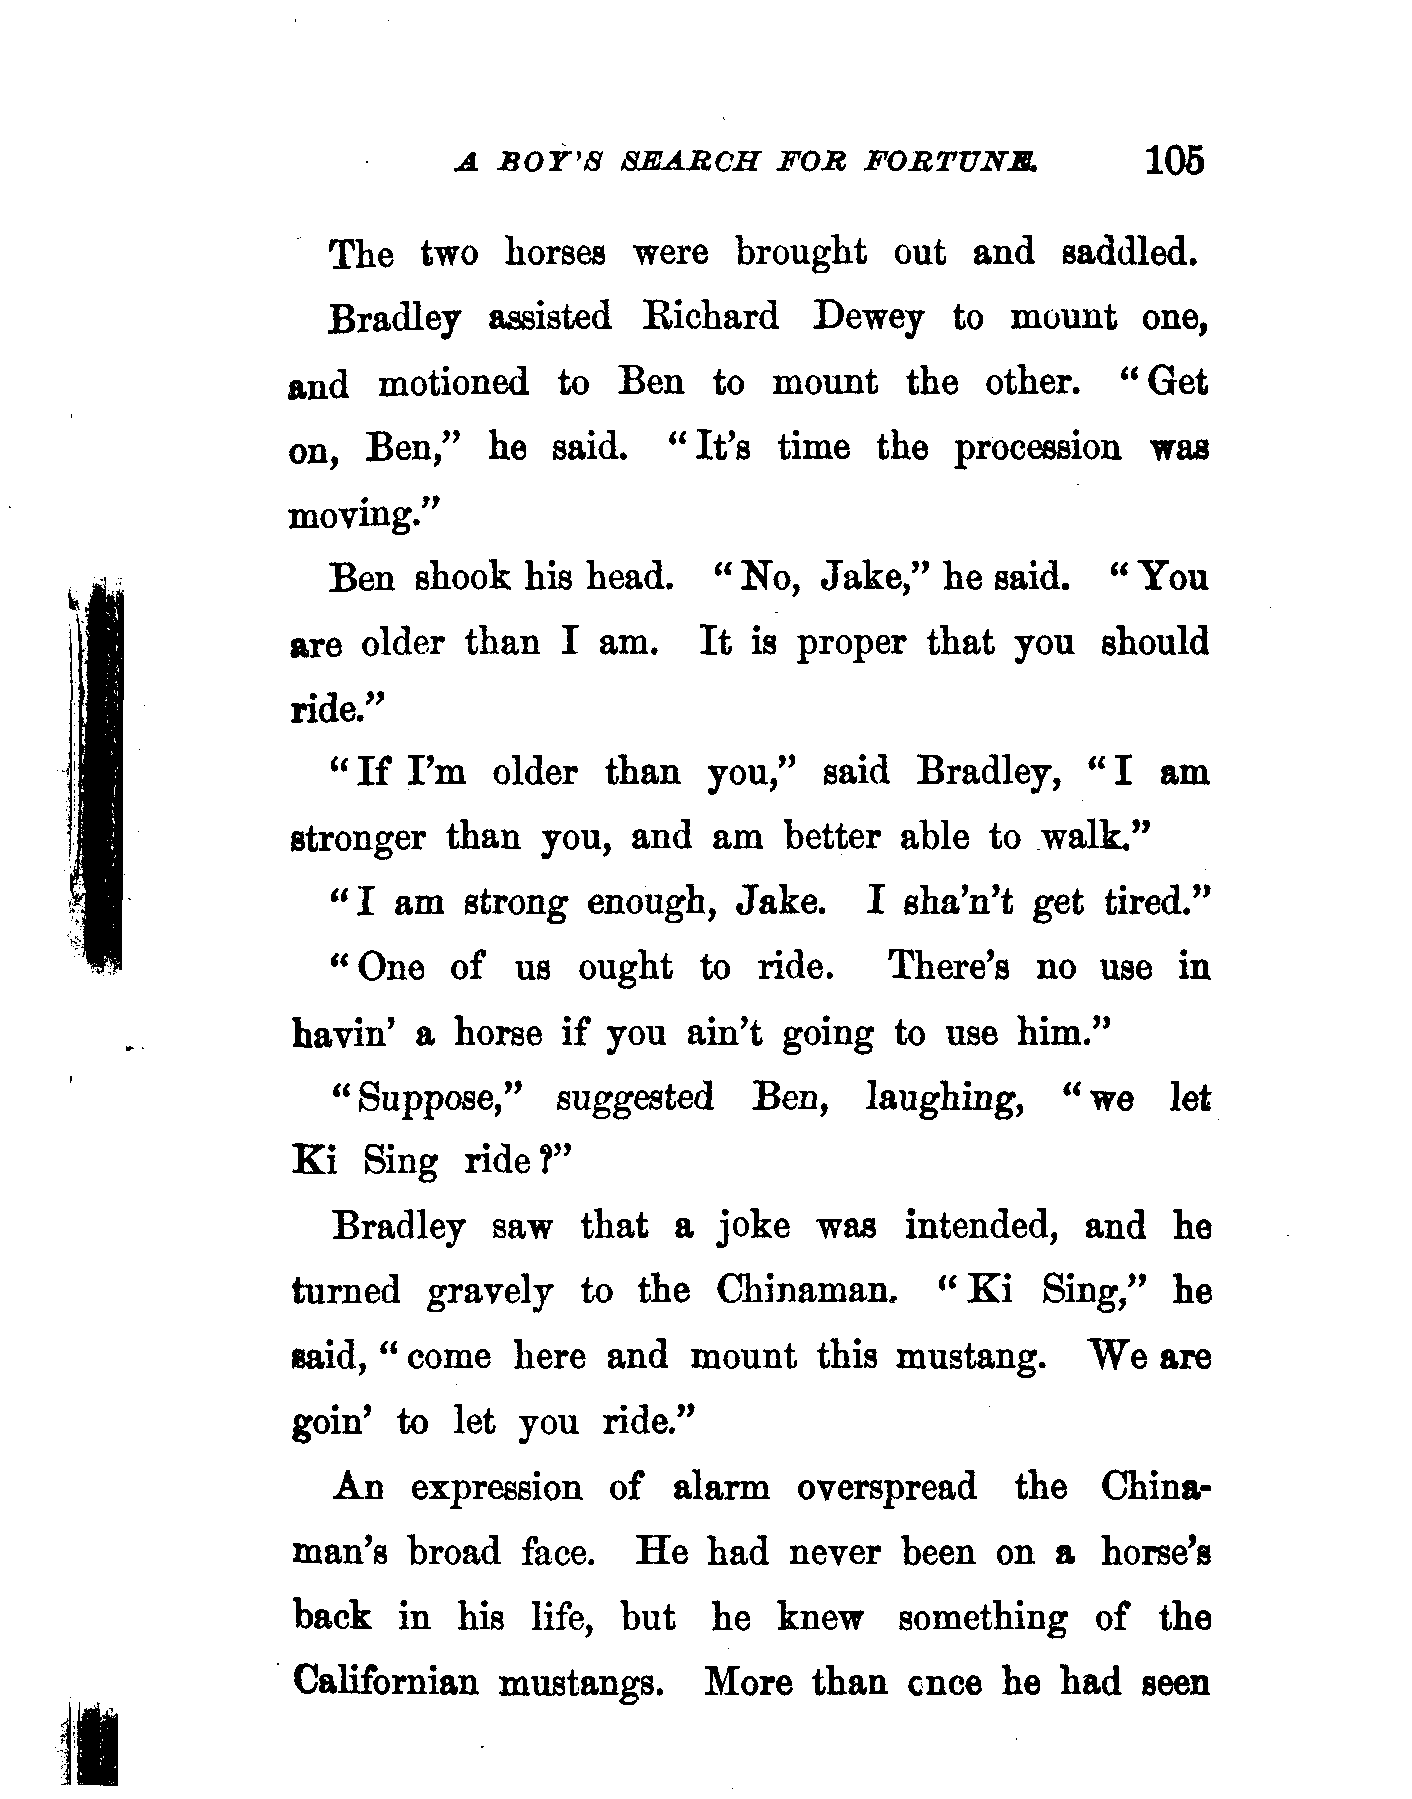 A BOY'S SEARCH FOR FORTUNE. 105
The two horses were brought out and saddled.
Bradley assisted Richard Dewey to mount one,
and motioned to Ben to mount the other. "Get
on, Ben," he said. "It's time the procession was
moving."
Ben shook his head. "No, Jake," he said. "You
are older than I am. It is proper that you should
ride."
"If I'm older than you," said Bradley, "I am
stronger than you, and am better able to walk."
"I am strong enough, Jake. I sha'n't get tired."
"One of us ought to ride. There's no use in
havin' a horse if you ain't going to use him."
"Suppose," suggested Ben, laughing, "we let
Ki Sing ride?"
Bradley saw that a joke was intended, and he
turned gravely to the Chinaman. "Ki Sing," he
said, "come here and mount this mustang. We are
goin' to let you ride."
An expression of alarm overspread the China-
man's broad face. He had never been on a horse's
back in his life, but he knew something of the
Californian mustangs. More than once he had seen